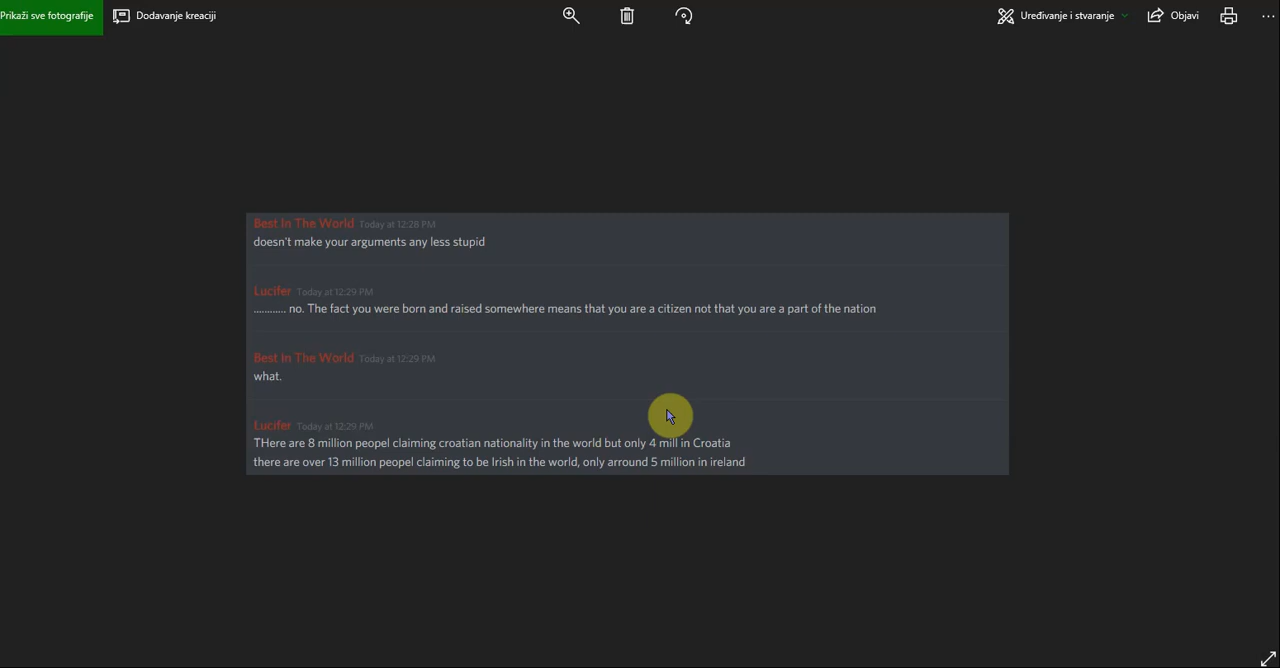 Prikaži sve fotografije
Dodavanje kreaciji
Uređivanje i stvaranje
Objavi
Best In The World Today at 12:28 PM
doesn't make your arguments any less stupid
Lucifer Today at 12:29 PM
............ no. The fact you were born and raised somewhere means that you are a citizen not that you are a part of the nation
Best In The World Today at 12:29 PM
what.
Lucifer Today at 12:29 PM
THere are 8 million peopel claiming croatian nationality in the world but only 4 mill in Croatia
there are over 13 million peopel claiming to be Irish in the world, only arround 5 million in ireland